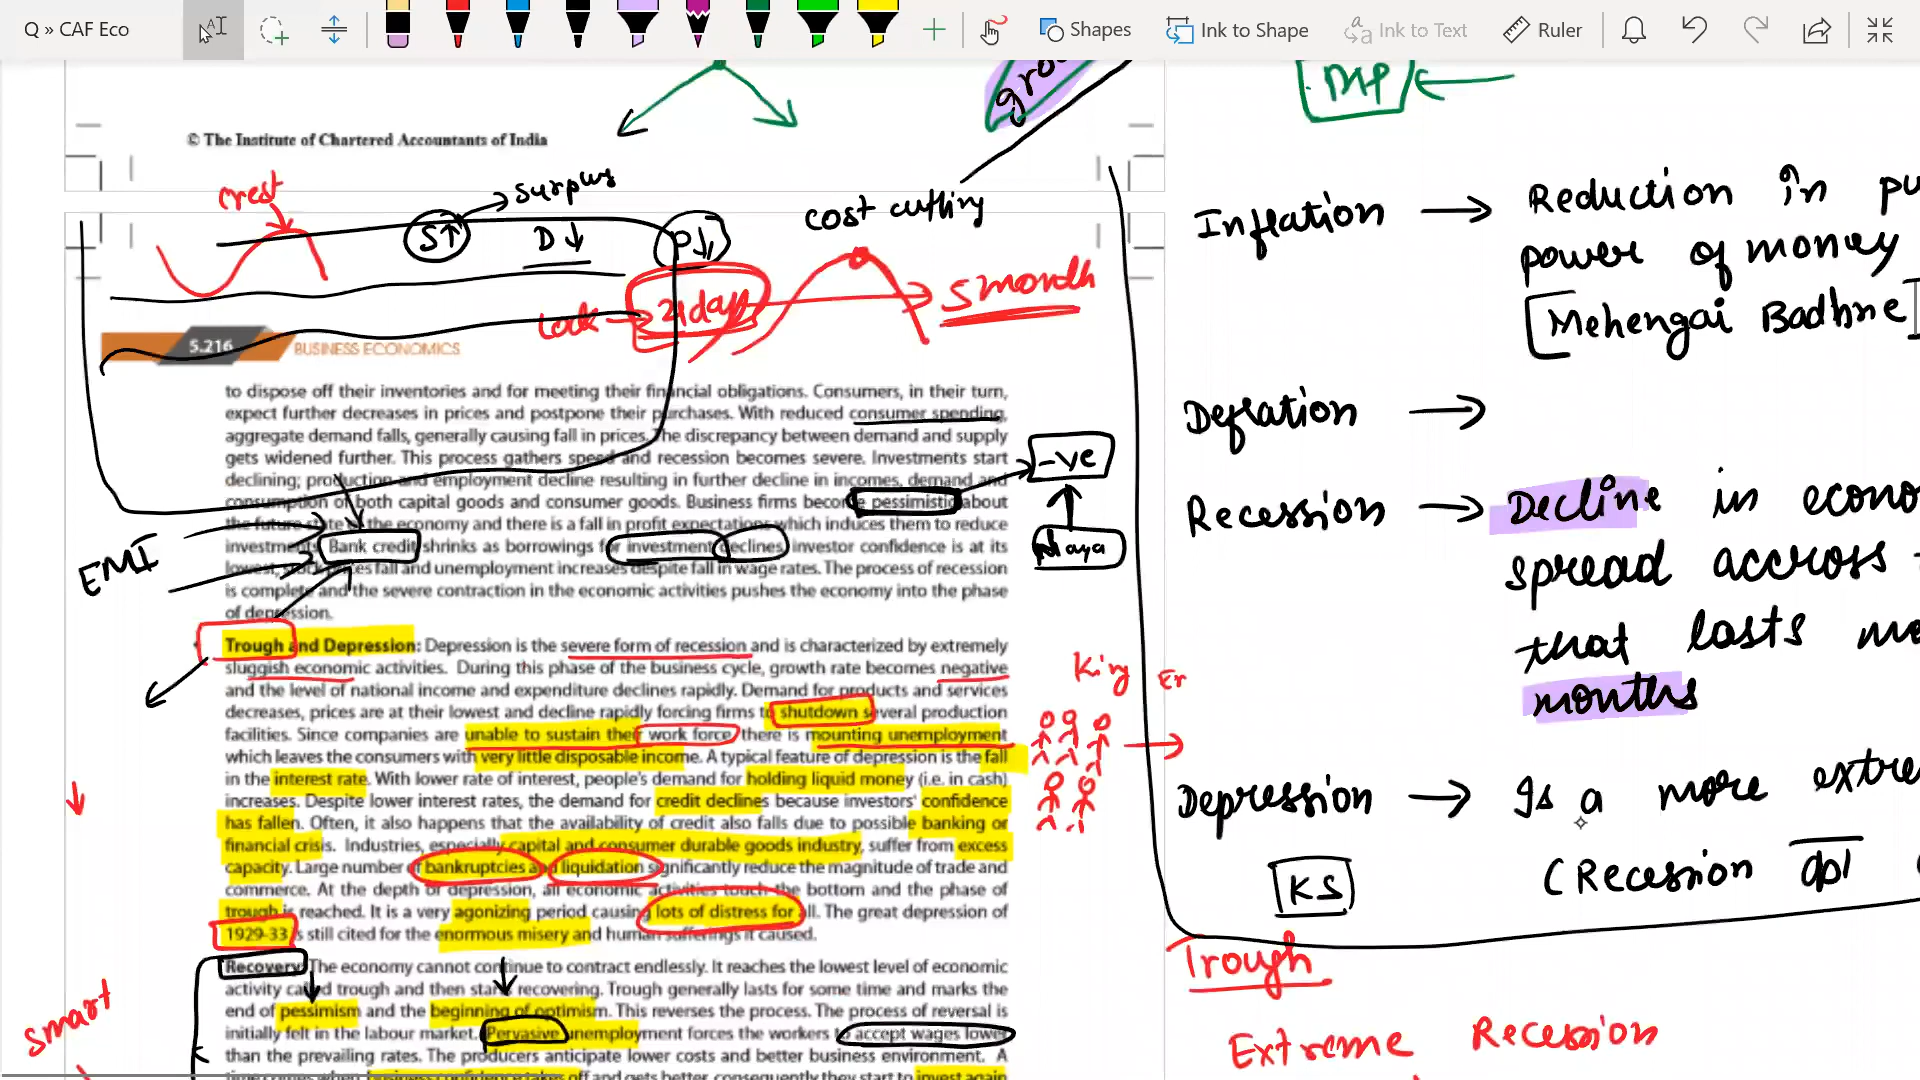 Q » CAF Eco
Shapes
Ink to Shape
Ink to Text
Ruler
© The Institute of Chartered Accountants of India
Crest
S↑
surplus
D↓
P↓
cost cutting
Lock
21 days
5 month
5.216
BUSINESS ECONOMICS
to dispose off their inventories and for meeting their financial obligations. Consumers, in their turn,
expect further decreases in prices and postpone their purchases. With reduced consumer spending,
aggregate demand falls, generally causing fall in prices. The discrepancy between demand and supply
gets widened further. This process gathers speed and recession becomes severe. Investments start
declining; production and employment decline resulting in further decline in incomes, demand and
consumption of both capital goods and consumer goods. Business firms become pessimistic about
the future state of the economy and there is a fall in profit expectations which induces them to reduce
investments. Bank credit shrinks as borrowings for investment declines, investor confidence is at its
lowest, stock prices fall and unemployment increases despite fall in wage rates. The process of recession
is complete and the severe contraction in the economic activities pushes the economy into the phase
of depression.
-ve
EMI
Trough and Depression: Depression is the severe form of recession and is characterized by extremely
sluggish economic activities. During this phase of the business cycle, growth rate becomes negative
and the level of national income and expenditure declines rapidly. Demand for products and services
decreases, prices are at their lowest and decline rapidly forcing firms to shutdown several production
facilities. Since companies are unable to sustain their work force, there is mounting unemployment
which leaves the consumers with very little disposable income. A typical feature of depression is the fall
in the interest rate. With lower rate of interest, people's demand for holding liquid money (i.e. in cash)
increases. Despite lower interest rates, the demand for credit declines because investors' confidence
has fallen. Often, it also happens that the availability of credit also falls due to possible banking or
financial crisis. Industries, especially capital and consumer durable goods industry, suffer from excess
capacity. Large number of bankruptcies and liquidation significantly reduce the magnitude of trade and
commerce. At the depth of depression, all economic activities touch the bottom and the phase of
trough is reached. It is a very agonizing period causing lots of distress for all. The great depression of
1929-33 is still cited for the enormous misery and human sufferings it caused.
Recovery: The economy cannot continue to contract endlessly. It reaches the lowest level of economic
activity called trough and then starts recovering. Trough generally lasts for some time and marks the
end of pessimism and the beginning of optimism. This reverses the process. The process of reversal is
initially felt in the labour market. Pervasive unemployment forces the workers to accept wages lower
than the prevailing rates. The producers anticipate lower costs and better business environment. A
time comes when business confidence takes off and gets better, consequently they start to invest again
smart
King
Er
Inflation → Reduction in pu
power of money
[Mehengai Badhne]
Deflation →
Recession → Decline in econo
spread accross
that lasts mo
months
Depression → Is a more extre
(Recession
KS
Trough
Extreme Recession